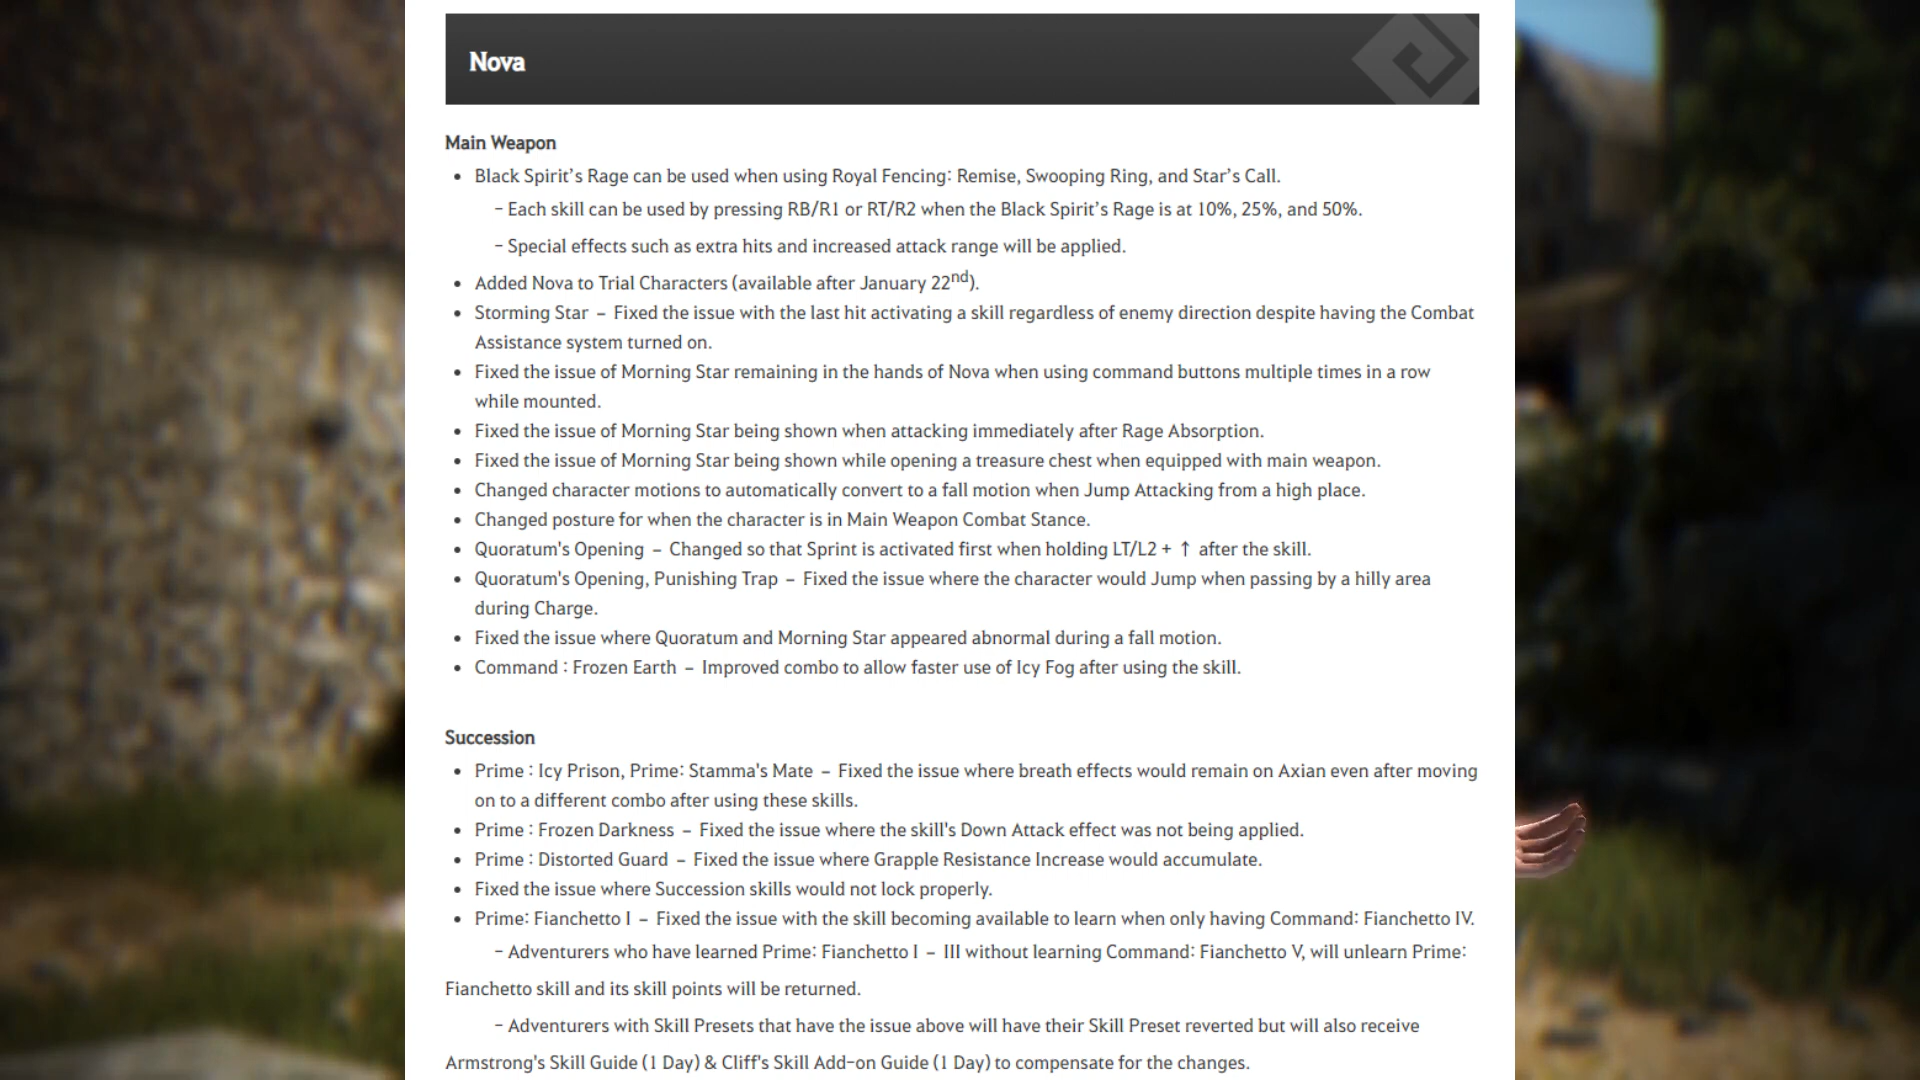 Nova
Main Weapon
• Black Spirit’s Rage can be used when using Royal Fencing: Remise, Swooping Ring, and Star’s Call.
– Each skill can be used by pressing RB/R1 or RT/R2 when the Black Spirit’s Rage is at 10%, 25%, and 50%.
– Special effects such as extra hits and increased attack range will be applied.
• Added Nova to Trial Characters (available after January 22nd).
• Storming Star – Fixed the issue with the last hit activating a skill regardless of enemy direction despite having the Combat
Assistance system turned on.
• Fixed the issue of Morning Star remaining in the hands of Nova when using command buttons multiple times in a row
while mounted.
• Fixed the issue of Morning Star being shown when attacking immediately after Rage Absorption.
• Fixed the issue of Morning Star being shown while opening a treasure chest when equipped with main weapon.
• Changed character motions to automatically convert to a fall motion when Jump Attacking from a high place.
• Changed posture for when the character is in Main Weapon Combat Stance.
• Quoratum's Opening – Changed so that Sprint is activated first when holding LT/L2 + ↑ after the skill.
• Quoratum's Opening, Punishing Trap – Fixed the issue where the character would Jump when passing by a hilly area
during Charge.
• Fixed the issue where Quoratum and Morning Star appeared abnormal during a fall motion.
• Command : Frozen Earth – Improved combo to allow faster use of Icy Fog after using the skill.
Succession
• Prime : Icy Prison, Prime: Stamma's Mate – Fixed the issue where breath effects would remain on Axian even after moving
on to a different combo after using these skills.
• Prime : Frozen Darkness – Fixed the issue where the skill's Down Attack effect was not being applied.
• Prime : Distorted Guard – Fixed the issue where Grapple Resistance Increase would accumulate.
• Fixed the issue where Succession skills would not lock properly.
• Prime: Fianchetto I – Fixed the issue with the skill becoming available to learn when only having Command: Fianchetto IV.
– Adventurers who have learned Prime: Fianchetto I – III without learning Command: Fianchetto V, will unlearn Prime:
Fianchetto skill and its skill points will be returned.
– Adventurers with Skill Presets that have the issue above will have their Skill Preset reverted but will also receive
Armstrong's Skill Guide (1 Day) & Cliff's Skill Add-on Guide (1 Day) to compensate for the changes.